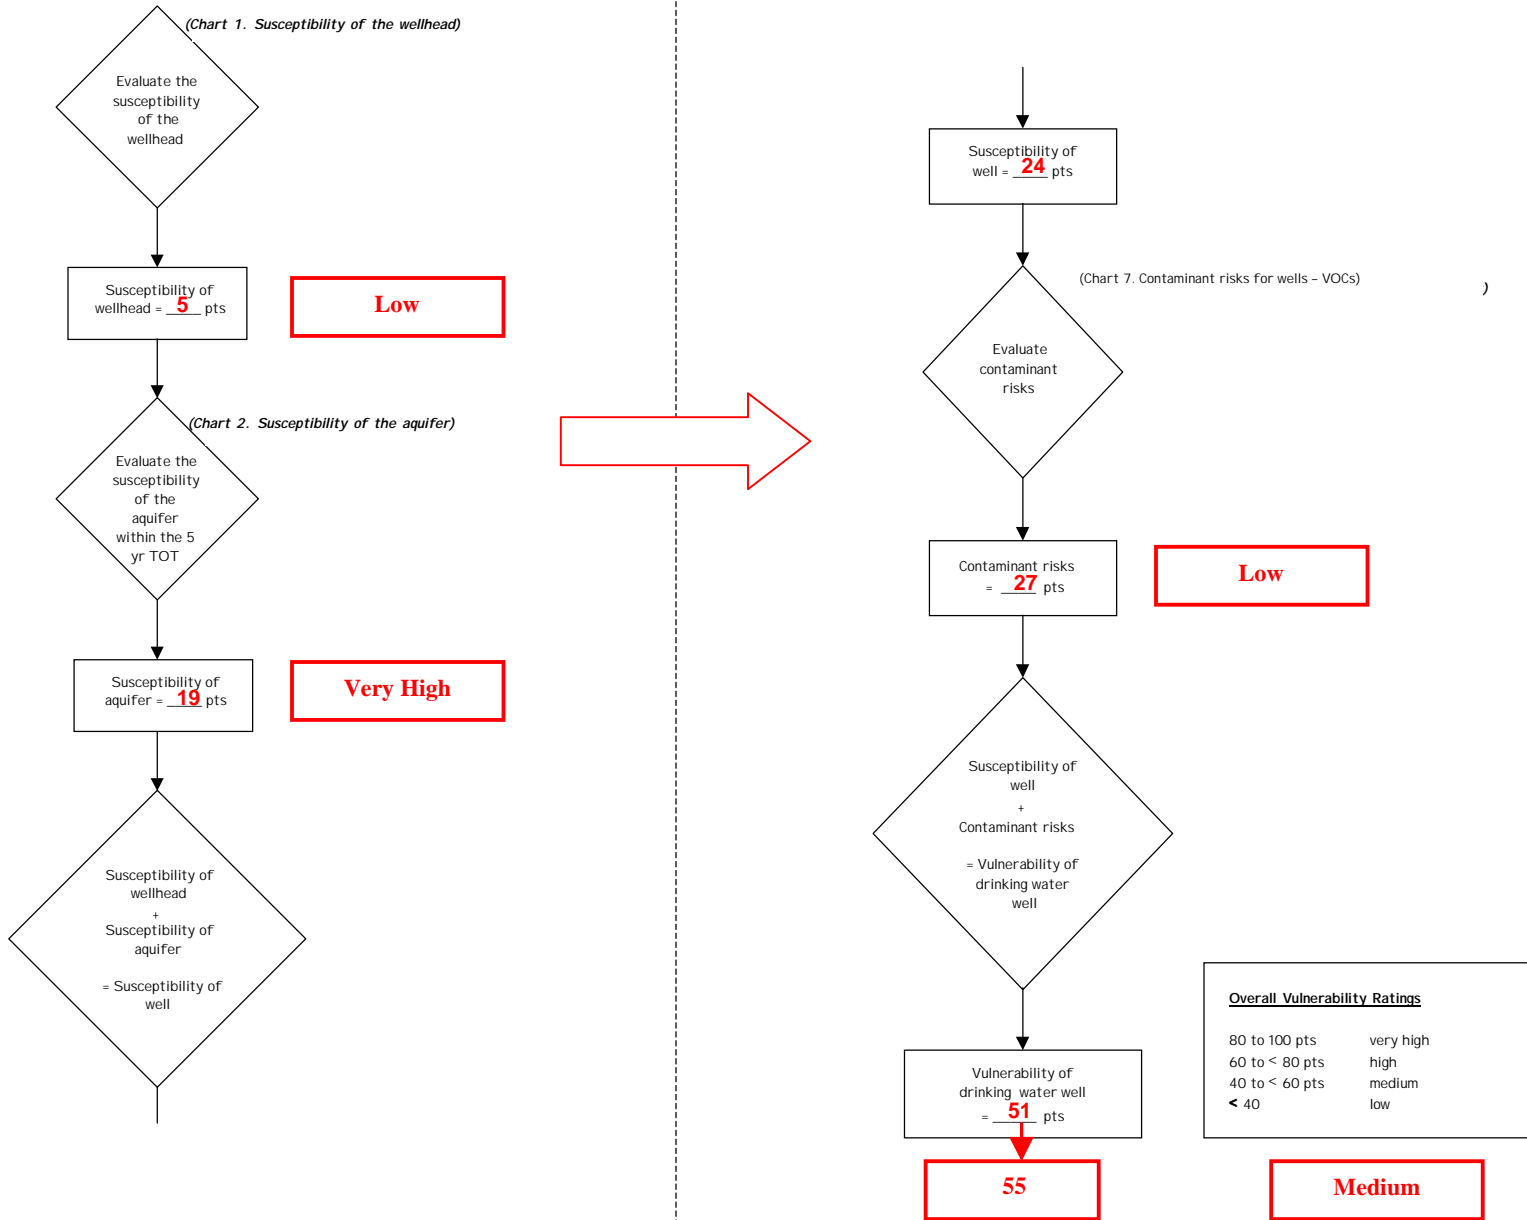 (Chart 1. Susceptibility of the wellhead)
Evaluate the
susceptibility
of the
wellhead
Susceptibility of
wellhead = 5 pts
Low
(Chart 2. Susceptibility of the aquifer)
Evaluate the
susceptibility
of the
aquifer
within the 5
yr TOT
Susceptibility of
aquifer = 19 pts
Very High
Susceptibility of
wellhead
+
Susceptibility of
aquifer
= Susceptibility of
well
Susceptibility of
well = 24 pts
(Chart 7. Contaminant risks for wells – VOCs)
)
Evaluate
contaminant
risks
Contaminant risks
= 27 pts
Low
Susceptibility of
well
+
Contaminant risks
= Vulnerability of
drinking water
well
Vulnerability of
drinking water well
= 51 pts
55
Overall Vulnerability Ratings
80 to 100 pts very high
60 to < 80 pts high
40 to < 60 pts medium
< 40 low
Medium